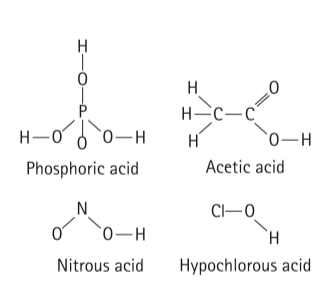 H
O
P
H—O O O—H
Phosphoric acid
H O
H—C—C
H O—H
Acetic acid
N
O O—H
Nitrous acid
Cl—O
H
Hypochlorous acid